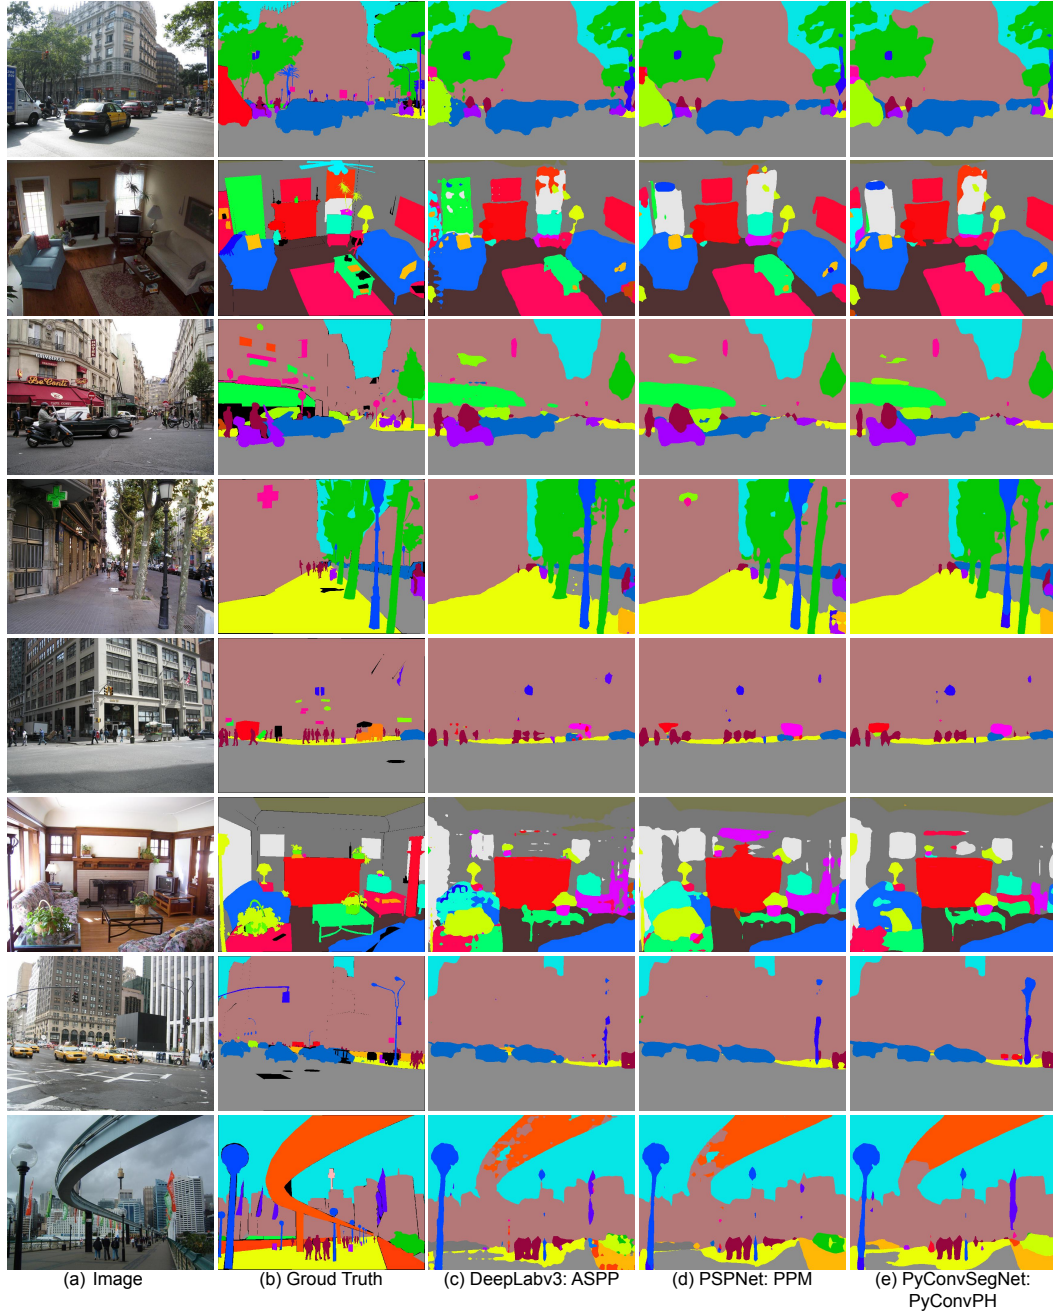 (a) Image
(b) Groud Truth
(c) DeepLabv3: ASPP
(d) PSPNet: PPM
(e) PyConvSegNet:
PyConvPH